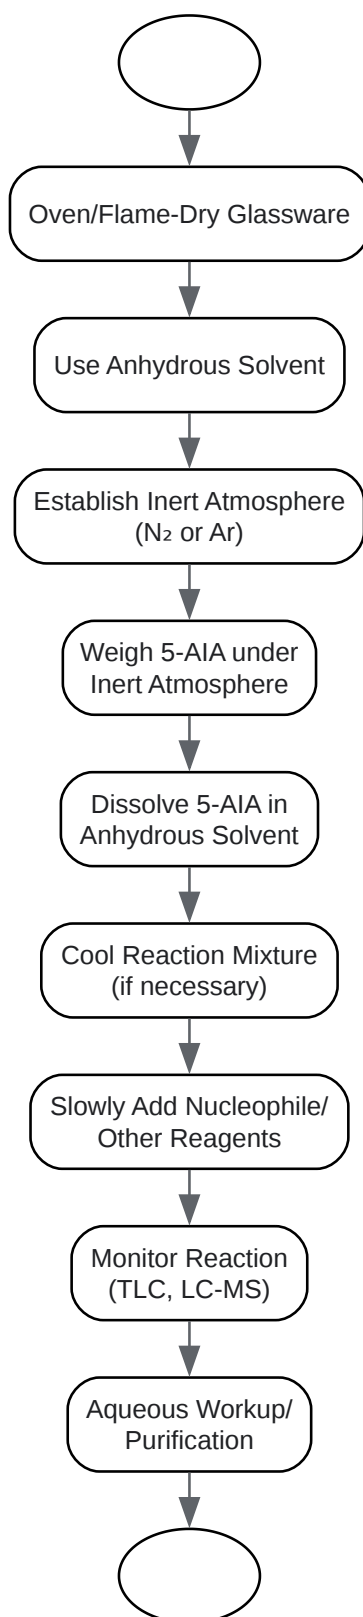 Oven/Flame-Dry Glassware
Use Anhydrous Solvent
Establish Inert Atmosphere
(N₂ or Ar)
Weigh 5-AIA under
Inert Atmosphere
Dissolve 5-AIA in
Anhydrous Solvent
Cool Reaction Mixture
(if necessary)
Slowly Add Nucleophile/
Other Reagents
Monitor Reaction
(TLC, LC-MS)
Aqueous Workup/
Purification